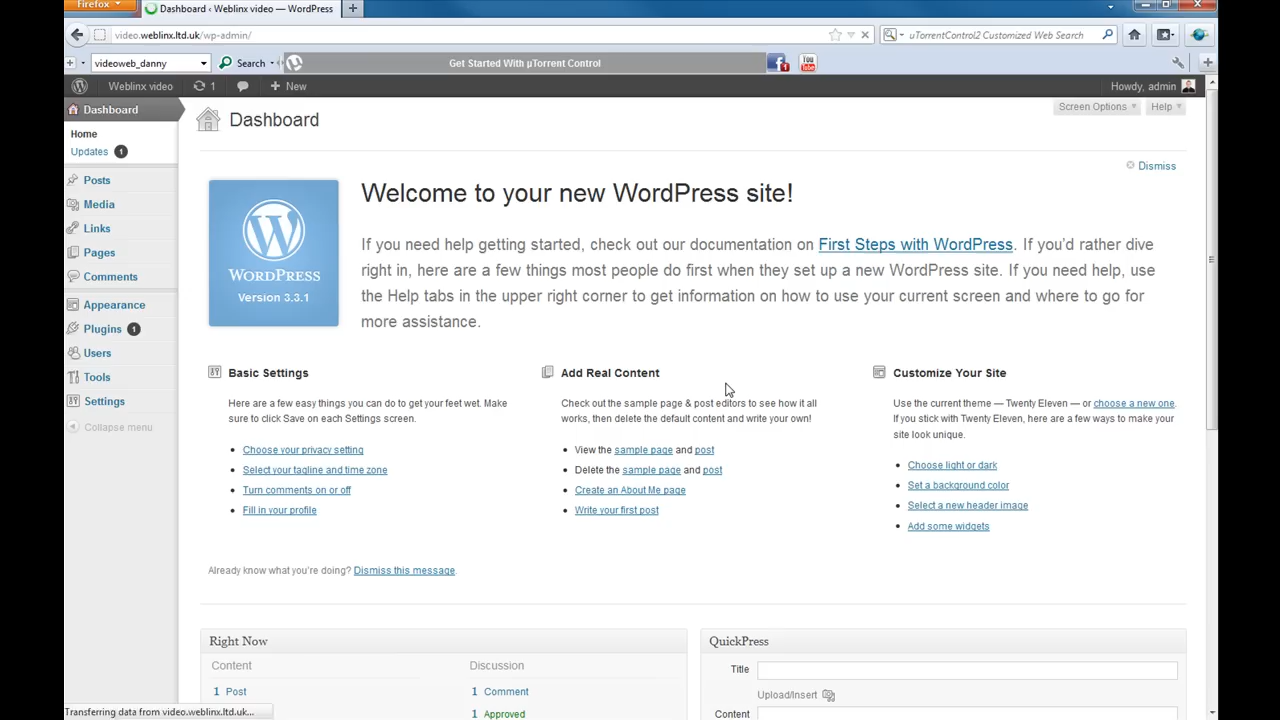 Firefox
Dashboard ‹ Weblinx video — WordPress
video.weblinx.ltd.uk/wp-admin/
uTorrentControl2 Customized Web Search
videoweb_danny
Search
Get Started With µTorrent Control
You
Tube
Weblinx video
1
New
Howdy, admin
Dashboard
Home
Updates 1
Posts
Media
Links
Pages
Comments
Appearance
Plugins 1
Users
Tools
Settings
Collapse menu
Dashboard
Screen Options
Help
Dismiss
WORDPRESS
Version 3.3.1
Welcome to your new WordPress site!
If you need help getting started, check out our documentation on First Steps with WordPress. If you’d rather dive
right in, here are a few things most people do first when they set up a new WordPress site. If you need help, use
the Help tabs in the upper right corner to get information on how to use your current screen and where to go for
more assistance.
Basic Settings
Here are a few easy things you can do to get your feet wet. Make
sure to click Save on each Settings screen.
Choose your privacy setting
Select your tagline and time zone
Turn comments on or off
Fill in your profile
Add Real Content
Check out the sample page & post editors to see how it all
works, then delete the default content and write your own!
View the sample page and post
Delete the sample page and post
Create an About Me page
Write your first post
Customize Your Site
Use the current theme — Twenty Eleven — or choose a new one.
If you stick with Twenty Eleven, here are a few ways to make your
site look unique.
Choose light or dark
Set a background color
Select a new header image
Add some widgets
Already know what you’re doing? Dismiss this message.
Right Now
Content
1 Post
Discussion
1 Comment
1 Approved
QuickPress
Title
Upload/Insert
Content
Transferring data from video.weblinx.ltd.uk...